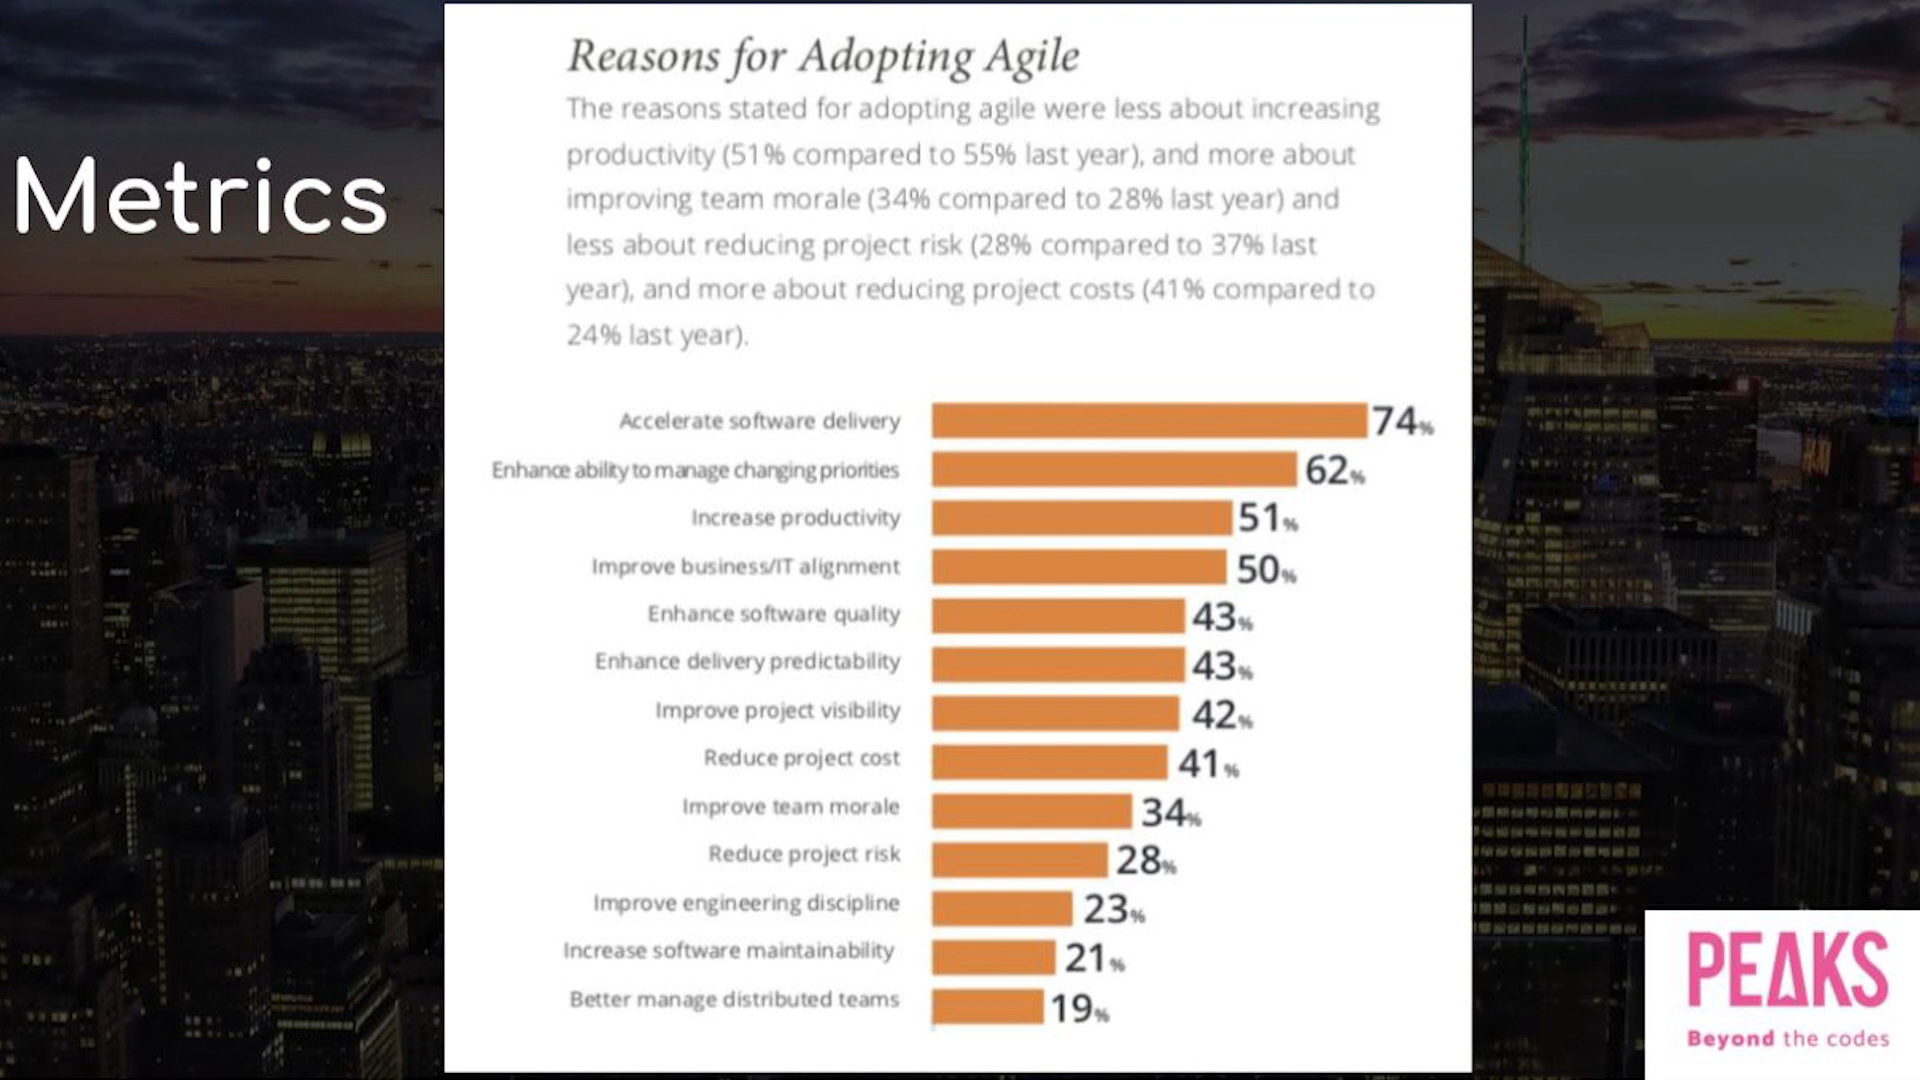 Metrics
Reasons for Adopting Agile
The reasons stated for adopting agile were less about increasing
productivity (51% compared to 55% last year), and more about
improving team morale (34% compared to 28% last year) and
less about reducing project risk (28% compared to 37% last
year), and more about reducing project costs (41% compared to
24% last year).
Accelerate software delivery 74%
Enhance ability to manage changing priorities 62%
Increase productivity 51%
Improve business/IT alignment 50%
Enhance software quality 43%
Enhance delivery predictability 43%
Improve project visibility 42%
Reduce project cost 41%
Improve team morale 34%
Reduce project risk 28%
Improve engineering discipline 23%
Increase software maintainability 21%
Better manage distributed teams 19%
PEAKS
Beyond the codes